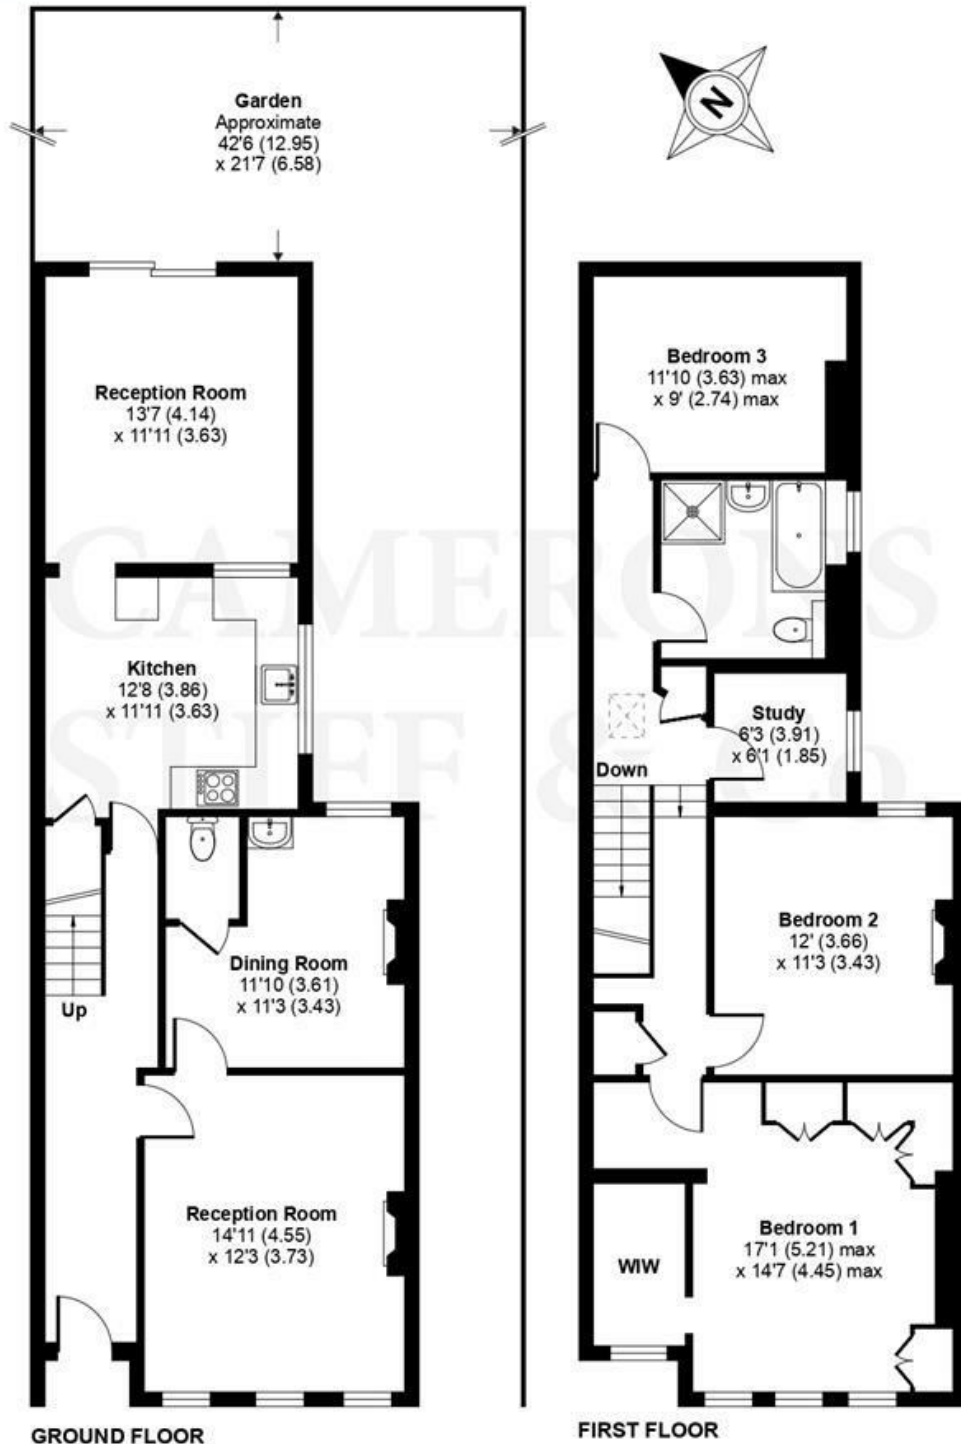 Garden
Approximate
42'6 (12.95)
x 21'7 (6.58)
N
Reception Room
13'7 (4.14)
x 11'11 (3.63)
Kitchen
12'8 (3.86)
x 11'11 (3.63)
Up
Dining Room
11'10 (3.61)
x 11'3 (3.43)
Reception Room
14'11 (4.55)
x 12'3 (3.73)
GROUND FLOOR
Bedroom 3
11'10 (3.63) max
x 9' (2.74) max
Study
6'3 (3.91)
x 6'1 (1.85)
Down
Bedroom 2
12' (3.66)
x 11'3 (3.43)
Bedroom 1
17'1 (5.21) max
x 14'7 (4.45) max
WIW
FIRST FLOOR
CAMERONS
STIFF & Co